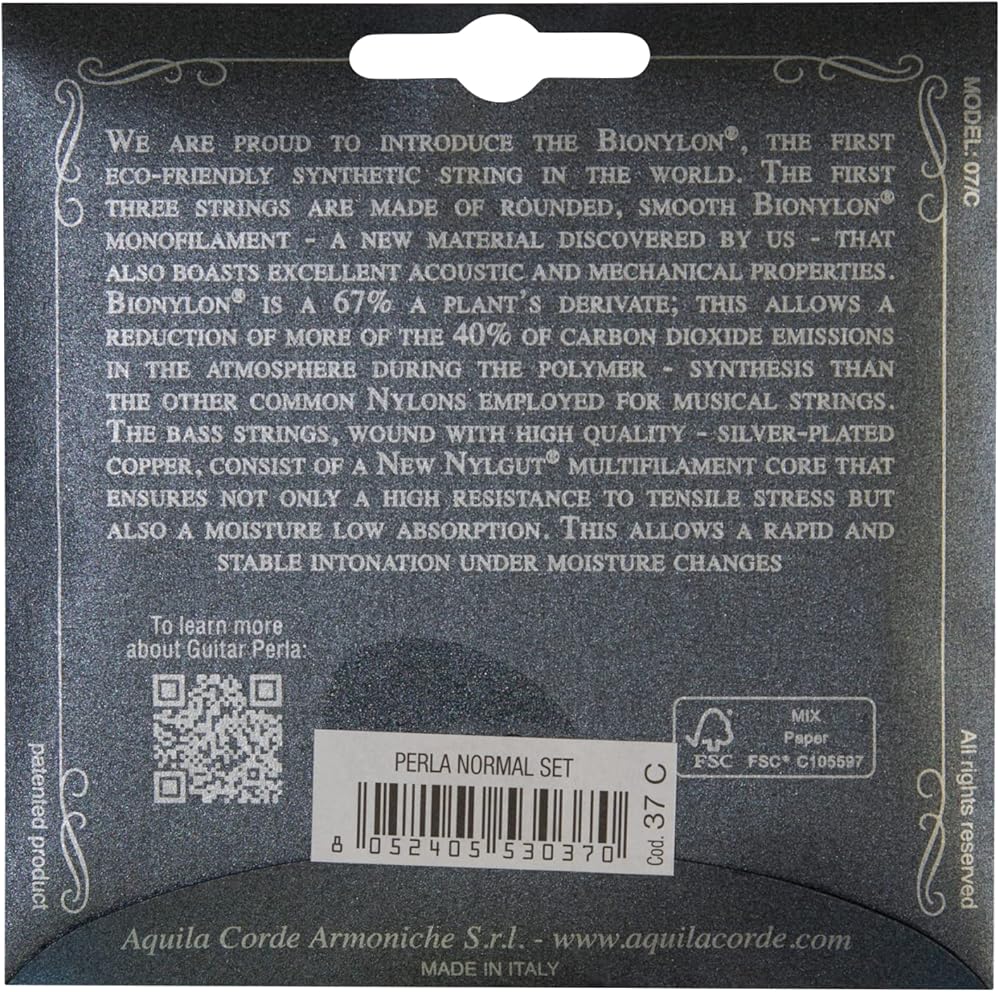 We are proud to introduce the Bionylon®, the first
eco-friendly synthetic string in the world. The first
three strings are made of rounded, smooth Bionylon®
monofilament - a new material discovered by us - that
also boasts excellent acoustic and mechanical properties.
Bionylon® is a 67% a plant's derivate; this allows a
reduction of more of the 40% of carbon dioxide emissions
in the atmosphere during the polymer - synthesis than
the other common Nylons employed for musical strings.
The bass strings, wound with high quality - silver-plated
copper, consist of a New Nylgut® multifilament core that
ensures not only a high resistance to tensile stress but
also a moisture low absorption. This allows a rapid and
stable intonation under moisture changes
MODEL: 07C
To learn more
about Guitar Perla:
MIX
Paper
FSC FSC® C105597
PERLA NORMAL SET
8 052405 530370
Cod. 37 C
patented product
All rights reserved
Aquila Corde Armoniche S.r.l. - www.aquilacorde.com
MADE IN ITALY